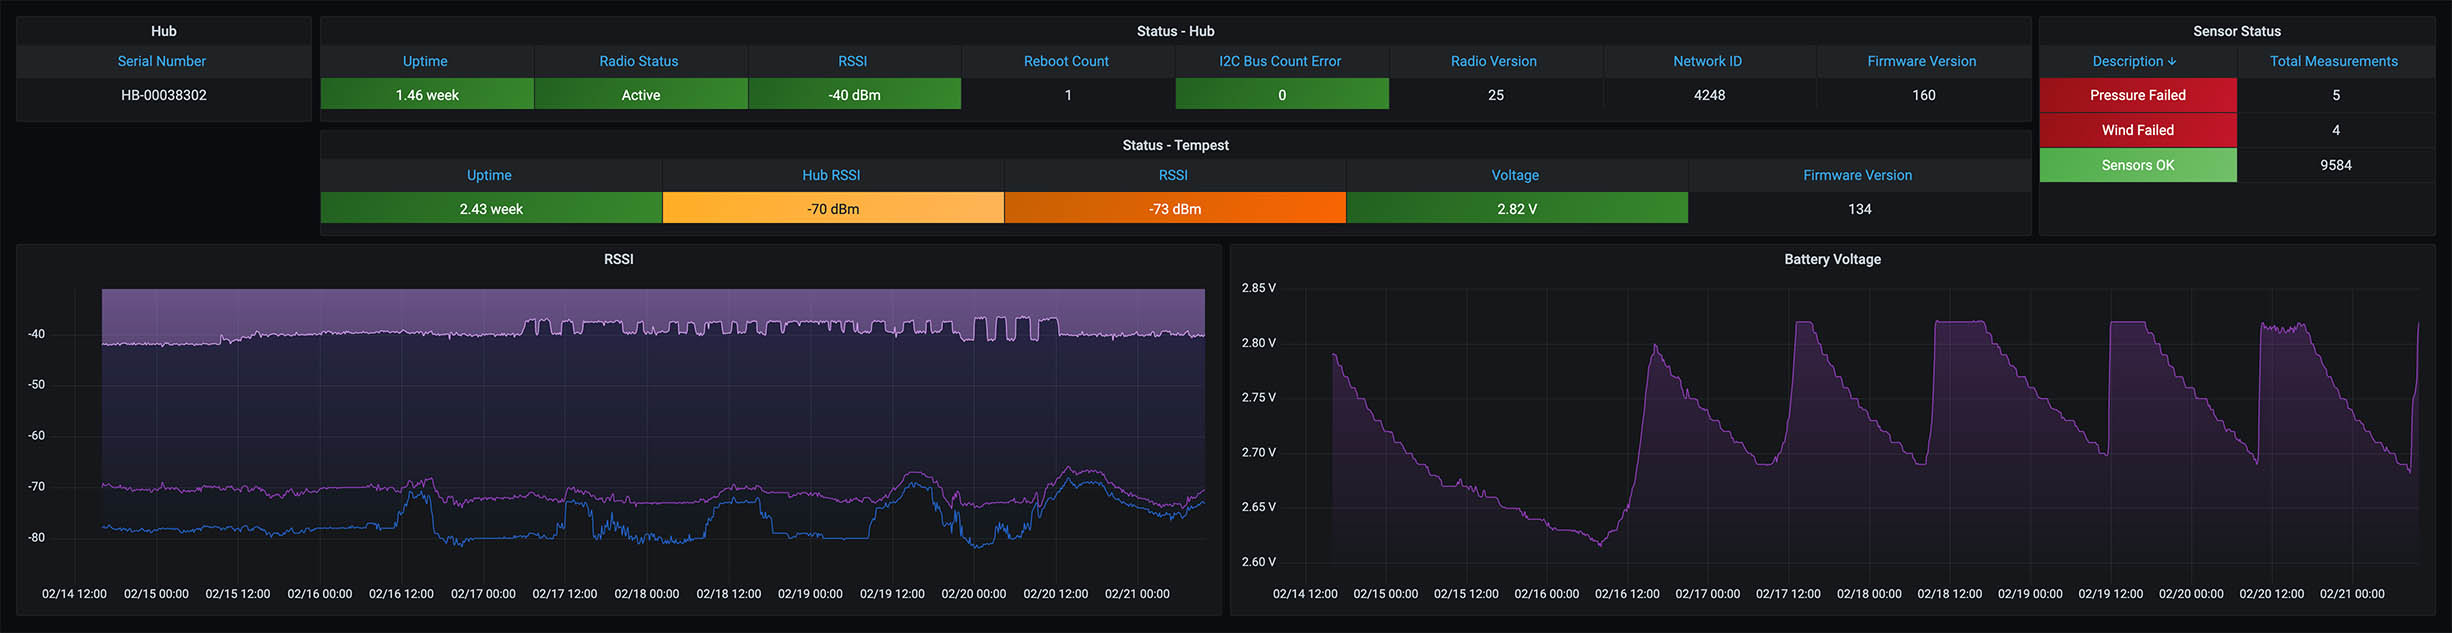 Hub
Serial Number
HB-00038302
Status - Hub
Uptime Radio Status RSSI Reboot Count I2C Bus Count Error Radio Version Network ID Firmware Version
1.46 week Active -40 dBm 1 0 25 4248 160
Status - Tempest
Uptime Hub RSSI RSSI Voltage Firmware Version
2.43 week -70 dBm -73 dBm 2.82 V 134
Sensor Status
Description ↓ Total Measurements
Pressure Failed 5
Wind Failed 4
Sensors OK 9584
RSSI
-40
-50
-60
-70
-80
02/14 12:00 02/15 00:00 02/15 12:00 02/16 00:00 02/16 12:00 02/17 00:00 02/17 12:00 02/18 00:00 02/18 12:00 02/19 00:00 02/19 12:00 02/20 00:00 02/20 12:00 02/21 00:00
Battery Voltage
2.85 V
2.80 V
2.75 V
2.70 V
2.65 V
2.60 V
02/14 12:00 02/15 00:00 02/15 12:00 02/16 00:00 02/16 12:00 02/17 00:00 02/17 12:00 02/18 00:00 02/18 12:00 02/19 00:00 02/19 12:00 02/20 00:00 02/20 12:00 02/21 00:00